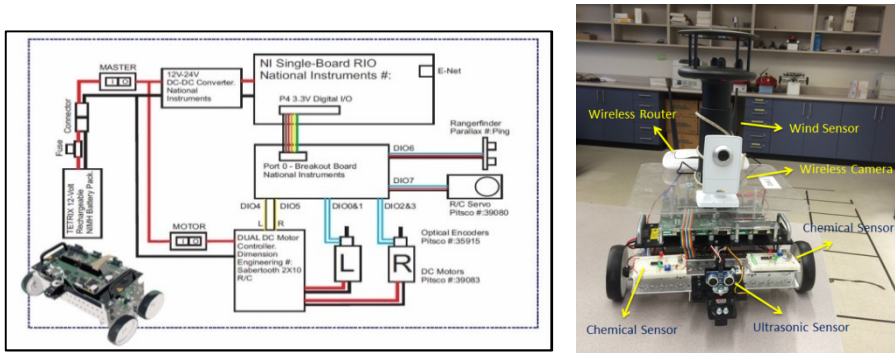 MASTER
12V-24V
DC-DC Converter.
National
Instruments
NI Single-Board RIO
National Instruments #:
E-Net
P4 3.3V Digital I/O
Connector
Fuse
TETRIX 12-Volt
Rechargeable
NiMH Battery Pack.
Port 0 - Breakout Board
National Instruments
DIO6
Rangerfinder
Parallax #:Ping
DIO7
R/C Servo
Pitsco #:39080
DIO4
DIO5
DIO0&1
DIO2&3
L
R
MOTOR
DUAL DC Motor
Controller.
Dimension
Engineering #:
Sabertooth 2X10
R/C
Optical Encoders
Pitsco #:35915
L
R
DC Motors
Pitsco #:39083
Wireless Router
Wind Sensor
Wireless Camera
Chemical Sensor
Chemical Sensor
Ultrasonic Sensor